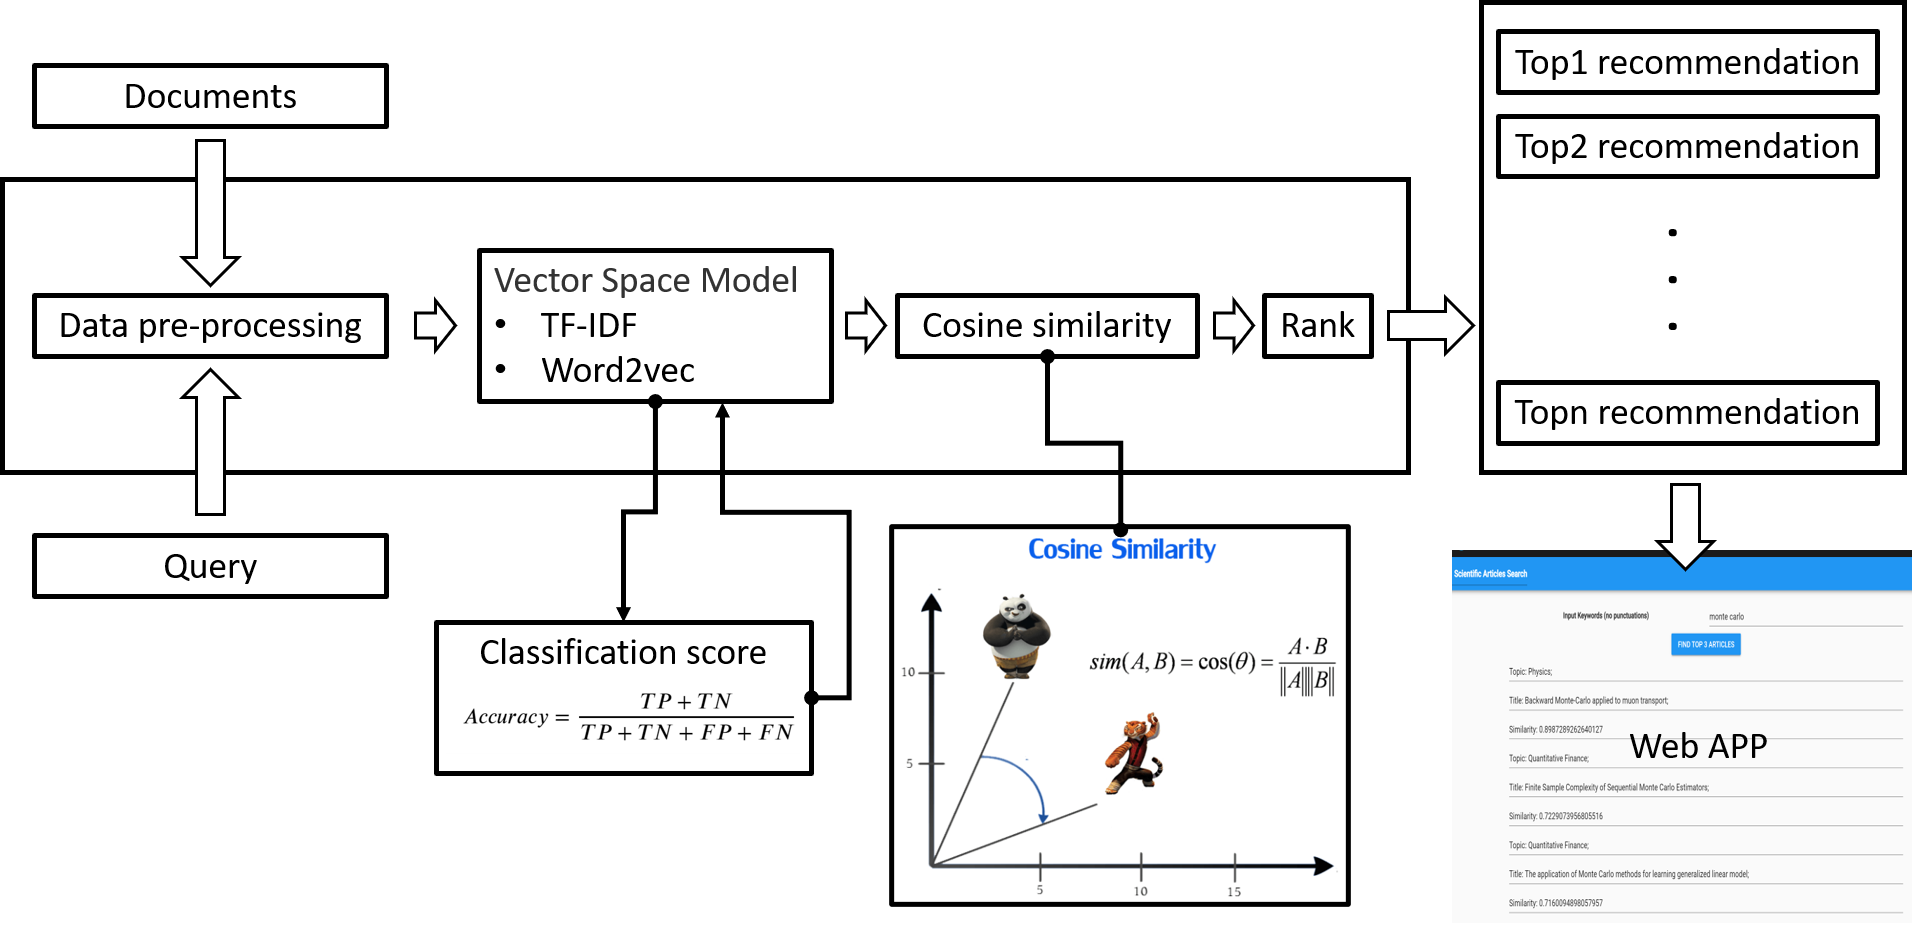 Documents
Data pre-processing
Query
Vector Space Model
• TF-IDF
• Word2vec
Cosine similarity
Rank
Top1 recommendation
Top2 recommendation
.
.
.
Topn recommendation
Classification score
Accuracy = TP + TN / TP + TN + FP + FN
Cosine Similarity
10
5
5
10
15
sim(A, B) = cos(θ) = A · B / ||A||||B||
Scientific Articles Search
Input Keywords (no punctuations)
monte carlo
FIND TOP 3 ARTICLES
Topic: Physics;
Title: Backward Monte-Carlo applied to muon transport;
Similarity: 0.8987289262640127
Web APP
Topic: Quantitative Finance;
Title: Finite Sample Complexity of Sequential Monte Carlo Estimators;
Similarity: 0.7229073956805516
Topic: Quantitative Finance;
Title: The application of Monte Carlo methods for learning generalized linear model;
Similarity: 0.7160094898057957